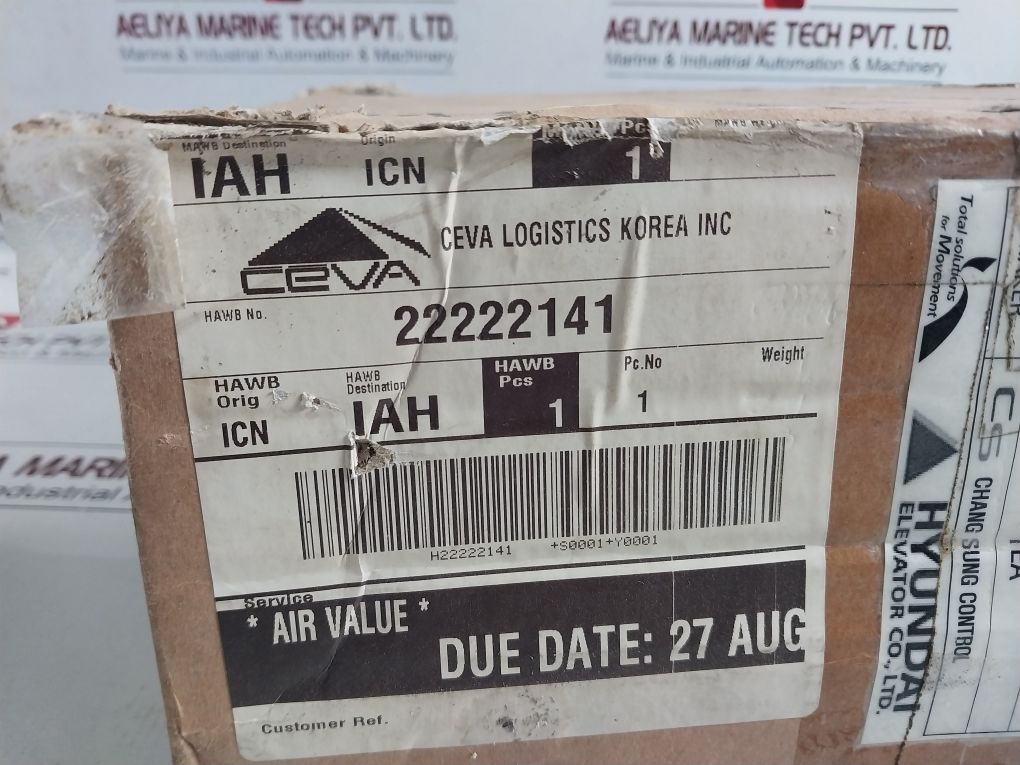 AELIYA MARINE TECH PVT. LTD.
Marine & Industrial Automation & Machinery
AELIYA MARINE TECH PVT. LTD.
Marine & Industrial Automation & Machinery
MAWB Destination
IAH
Origin
ICN
1
CEVA
CEVA LOGISTICS KOREA INC
HAWB No.
22222141
HAWB
Orig
ICN
HAWB
Destination
IAH
HAWB
Pcs
1
Pc.No
1
Weight
H22222141 +S0001+Y0001
Service
* AIR VALUE *
DUE DATE: 27 AUG
Customer Ref.
Total solutions
for Movement
HYUNDAI
ELEVATOR CO., LTD.
CS CHANG SUNG CONTROL